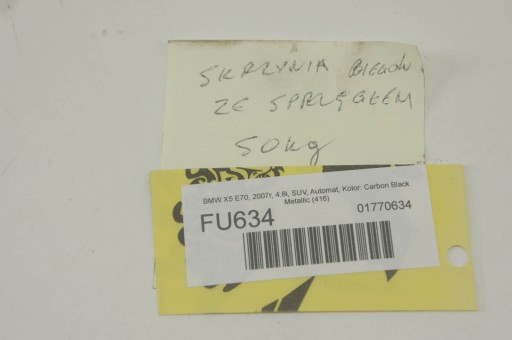 SKRZYNIA BIEGÓW
ZE SPRZĘGŁEM
50kg
BMW X5 E70, 2007r, 4.8i, SUV, Automat, Kolor: Carbon Black
Metallic (416)
FU634
01770634